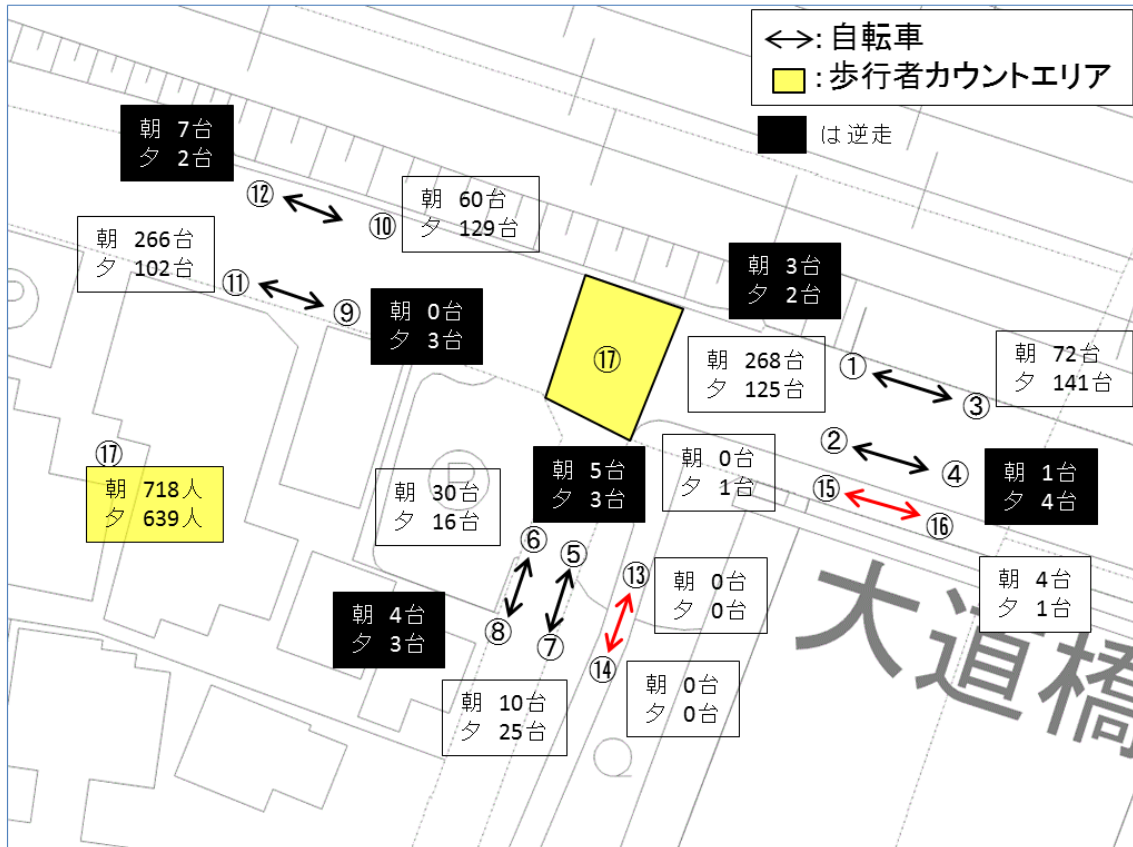 ⟷: 自転車
: 歩行者カウントエリア
は逆走
朝 7台
夕 2台
⑫
⑩
朝 60台
夕 129台
朝 266台
夕 102台
⑪
⑨
朝 0台
夕 3台
朝 3台
夕 2台
⑰
朝 268台
夕 125台
①
③
朝 72台
夕 141台
②
④
朝 1台
夕 4台
⑰
朝 718人
夕 639人
朝 30台
夕 16台
朝 5台
夕 3台
朝 0台
夕 1台
⑮
⑯
朝 4台
夕 1台
⑥
⑤
⑬
朝 0台
夕 0台
朝 4台
夕 3台
⑧
⑦
⑭
朝 10台
夕 25台
朝 0台
夕 0台
大道橋
P
P